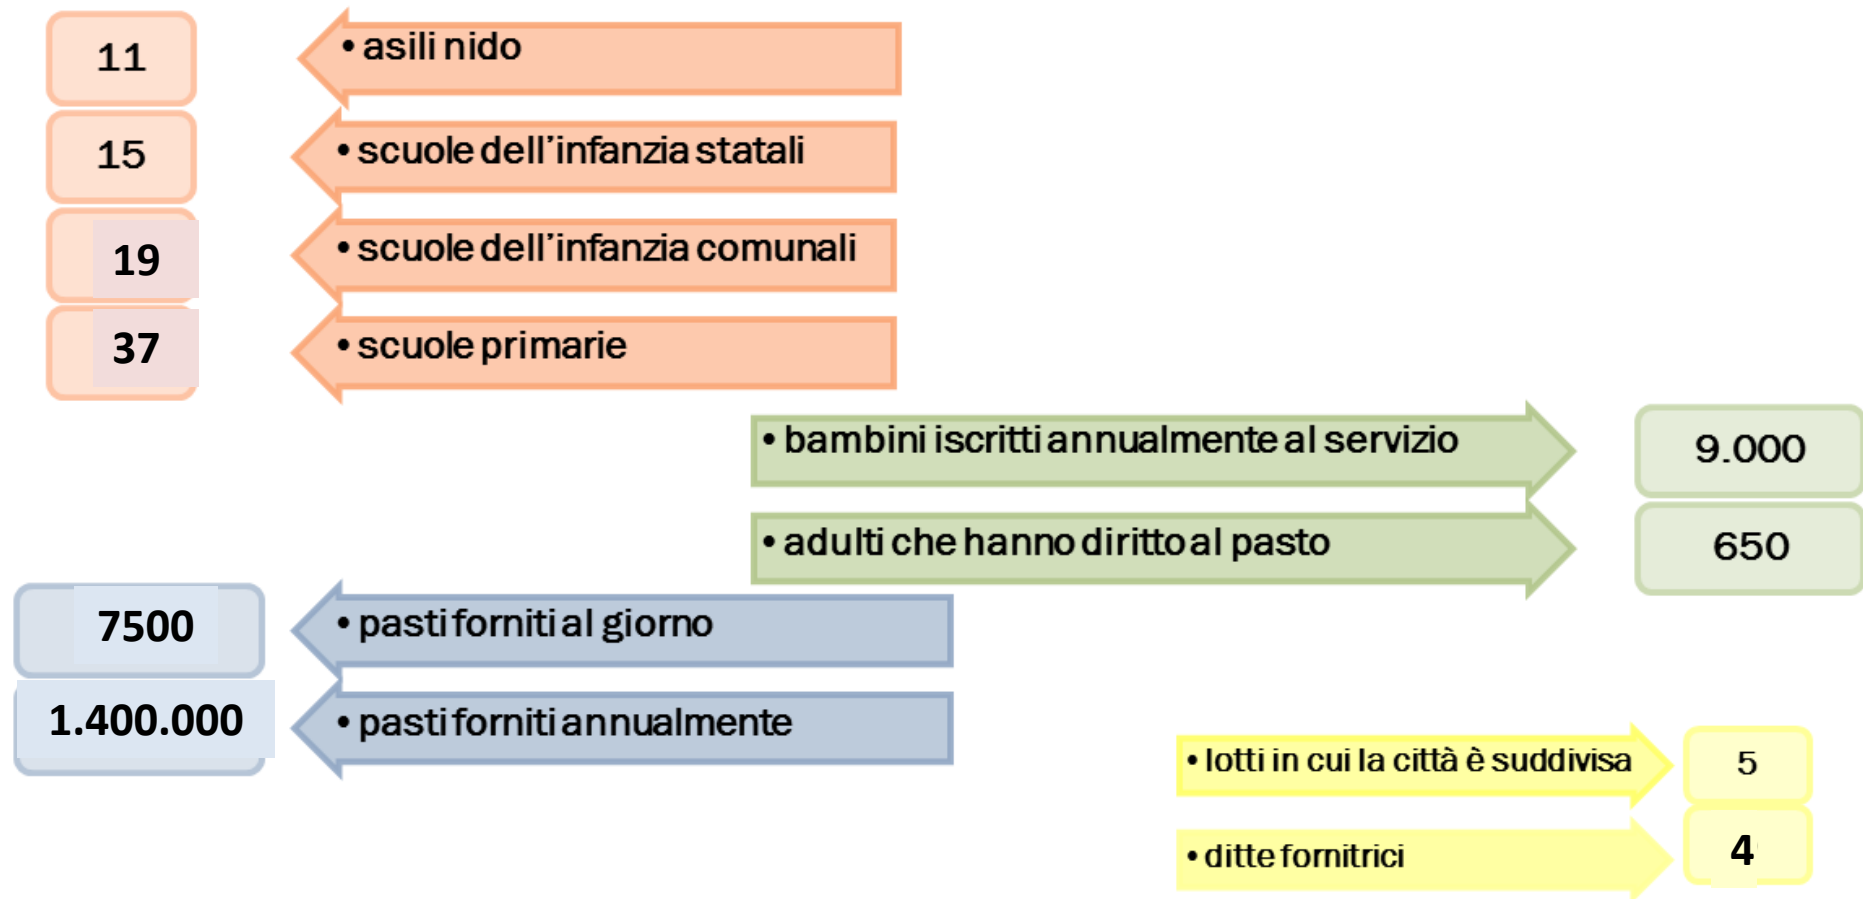 11
• asili nido
15
• scuole dell'infanzia statali
19
• scuole dell'infanzia comunali
37
• scuole primarie
• bambini iscritti annualmente al servizio
9.000
• adulti che hanno diritto al pasto
650
7500
• pasti forniti al giorno
1.400.000
• pasti forniti annualmente
• lotti in cui la città è suddivisa
5
• ditte fornitrici
4